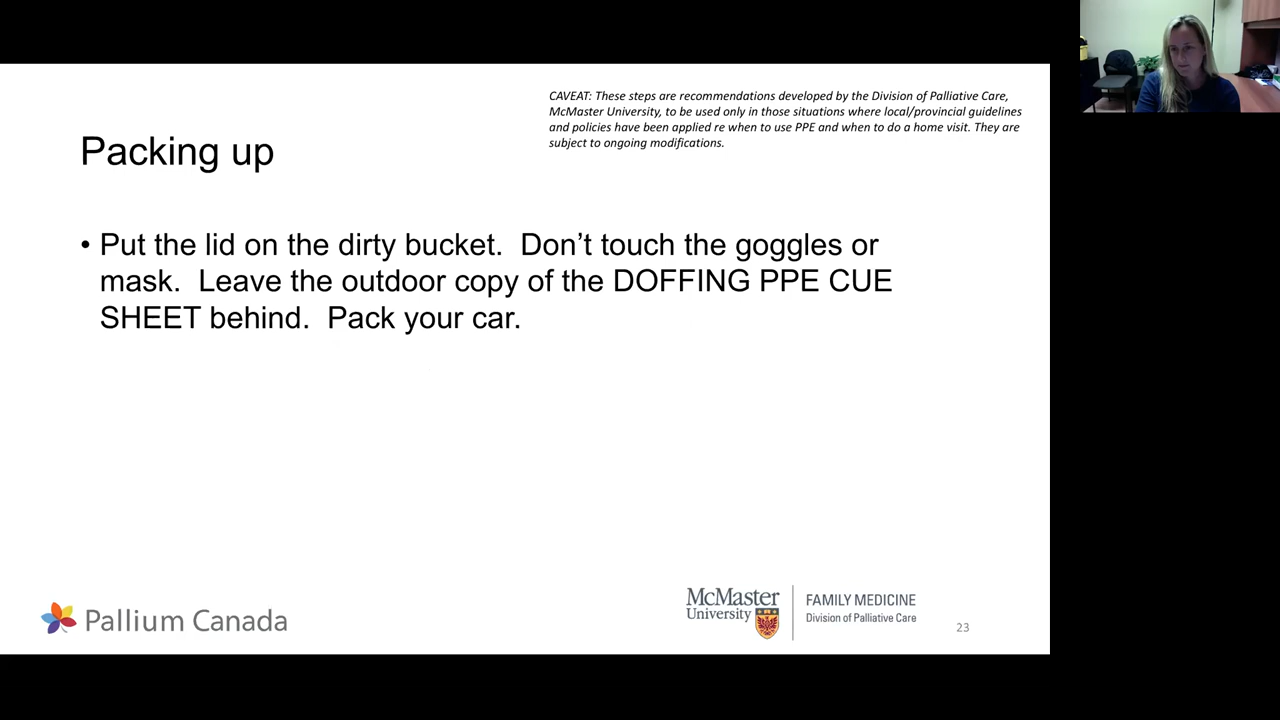 CAVEAT: These steps are recommendations developed by the Division of Palliative Care,
McMaster University, to be used only in those situations where local/provincial guidelines
and policies have been applied re when to use PPE and when to do a home visit. They are
subject to ongoing modifications.
Packing up
• Put the lid on the dirty bucket.  Don’t touch the goggles or
mask.  Leave the outdoor copy of the DOFFING PPE CUE
SHEET behind.  Pack your car.
Pallium Canada
McMaster
University
FAMILY MEDICINE
Division of Palliative Care
23